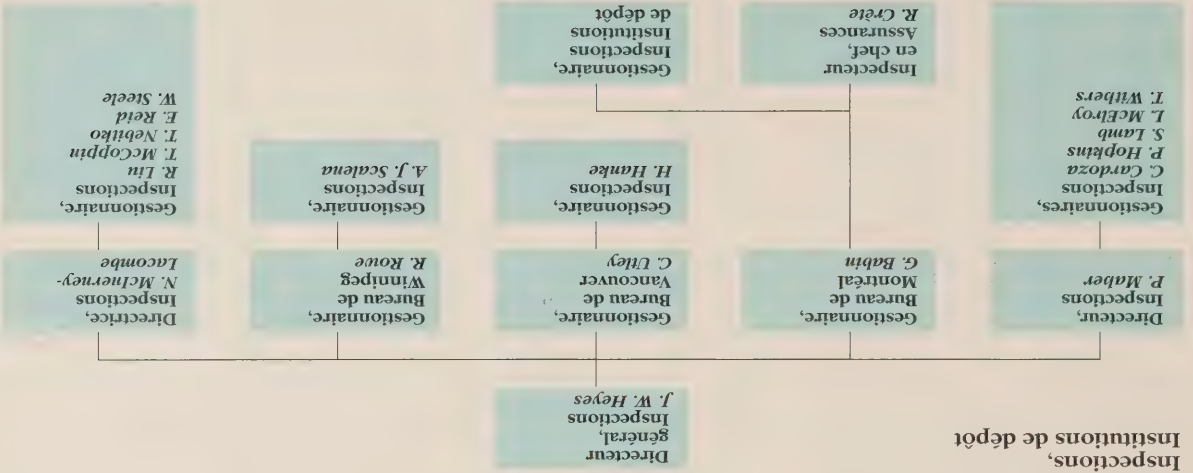 Inspections,
Institutions de dépôt
Directeur
général,
Inspections
J. W. Heyes
Directeur,
Inspections
P. Maber
Gestionnaire,
Bureau de
Montréal
G. Babin
Gestionnaire,
Bureau de
Vancouver
C. Utley
Gestionnaire,
Bureau de
Winnipeg
R. Rowe
Directrice,
Inspections
N. McInerney-
Lacombe
Gestionnaires,
Inspections
C. Cardoza
P. Hopkins
S. Lamb
L. McElroy
T. Withers
Gestionnaire,
Inspections
H. Hanke
Gestionnaire,
Inspections
A. J. Scalena
Gestionnaire,
Inspections
R. Liu
T. McCoppin
T. Nebitko
E. Reid
W. Steele
Inspecteur
en chef,
Assurances
R. Crête
Gestionnaire,
Inspections
Institutions
de dépôt